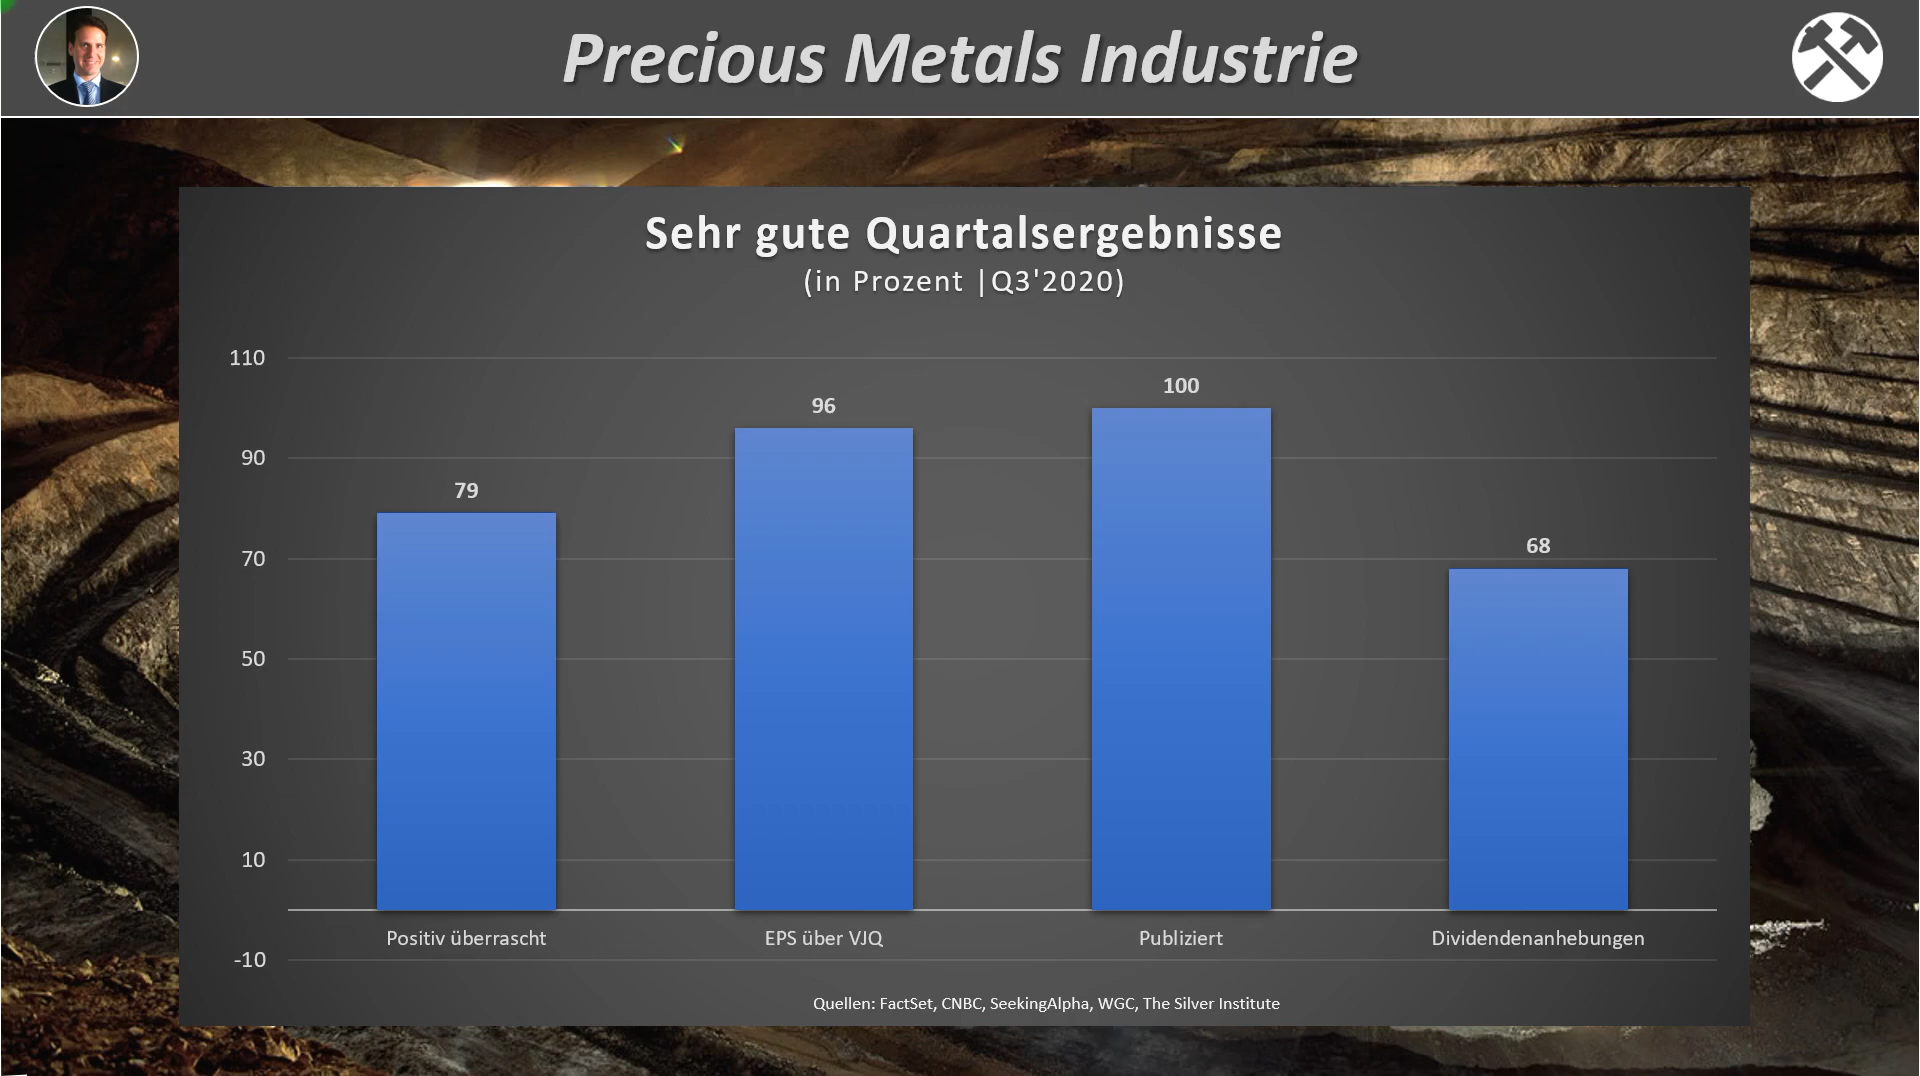 Precious Metals Industrie
Sehr gute Quartalsergebnisse
(in Prozent |Q3'2020)
110
90
70
50
30
10
-10
79
96
100
68
Positiv überrascht
EPS über VJQ
Publiziert
Dividendenanhebungen
Quellen: FactSet, CNBC, SeekingAlpha, WGC, The Silver Institute